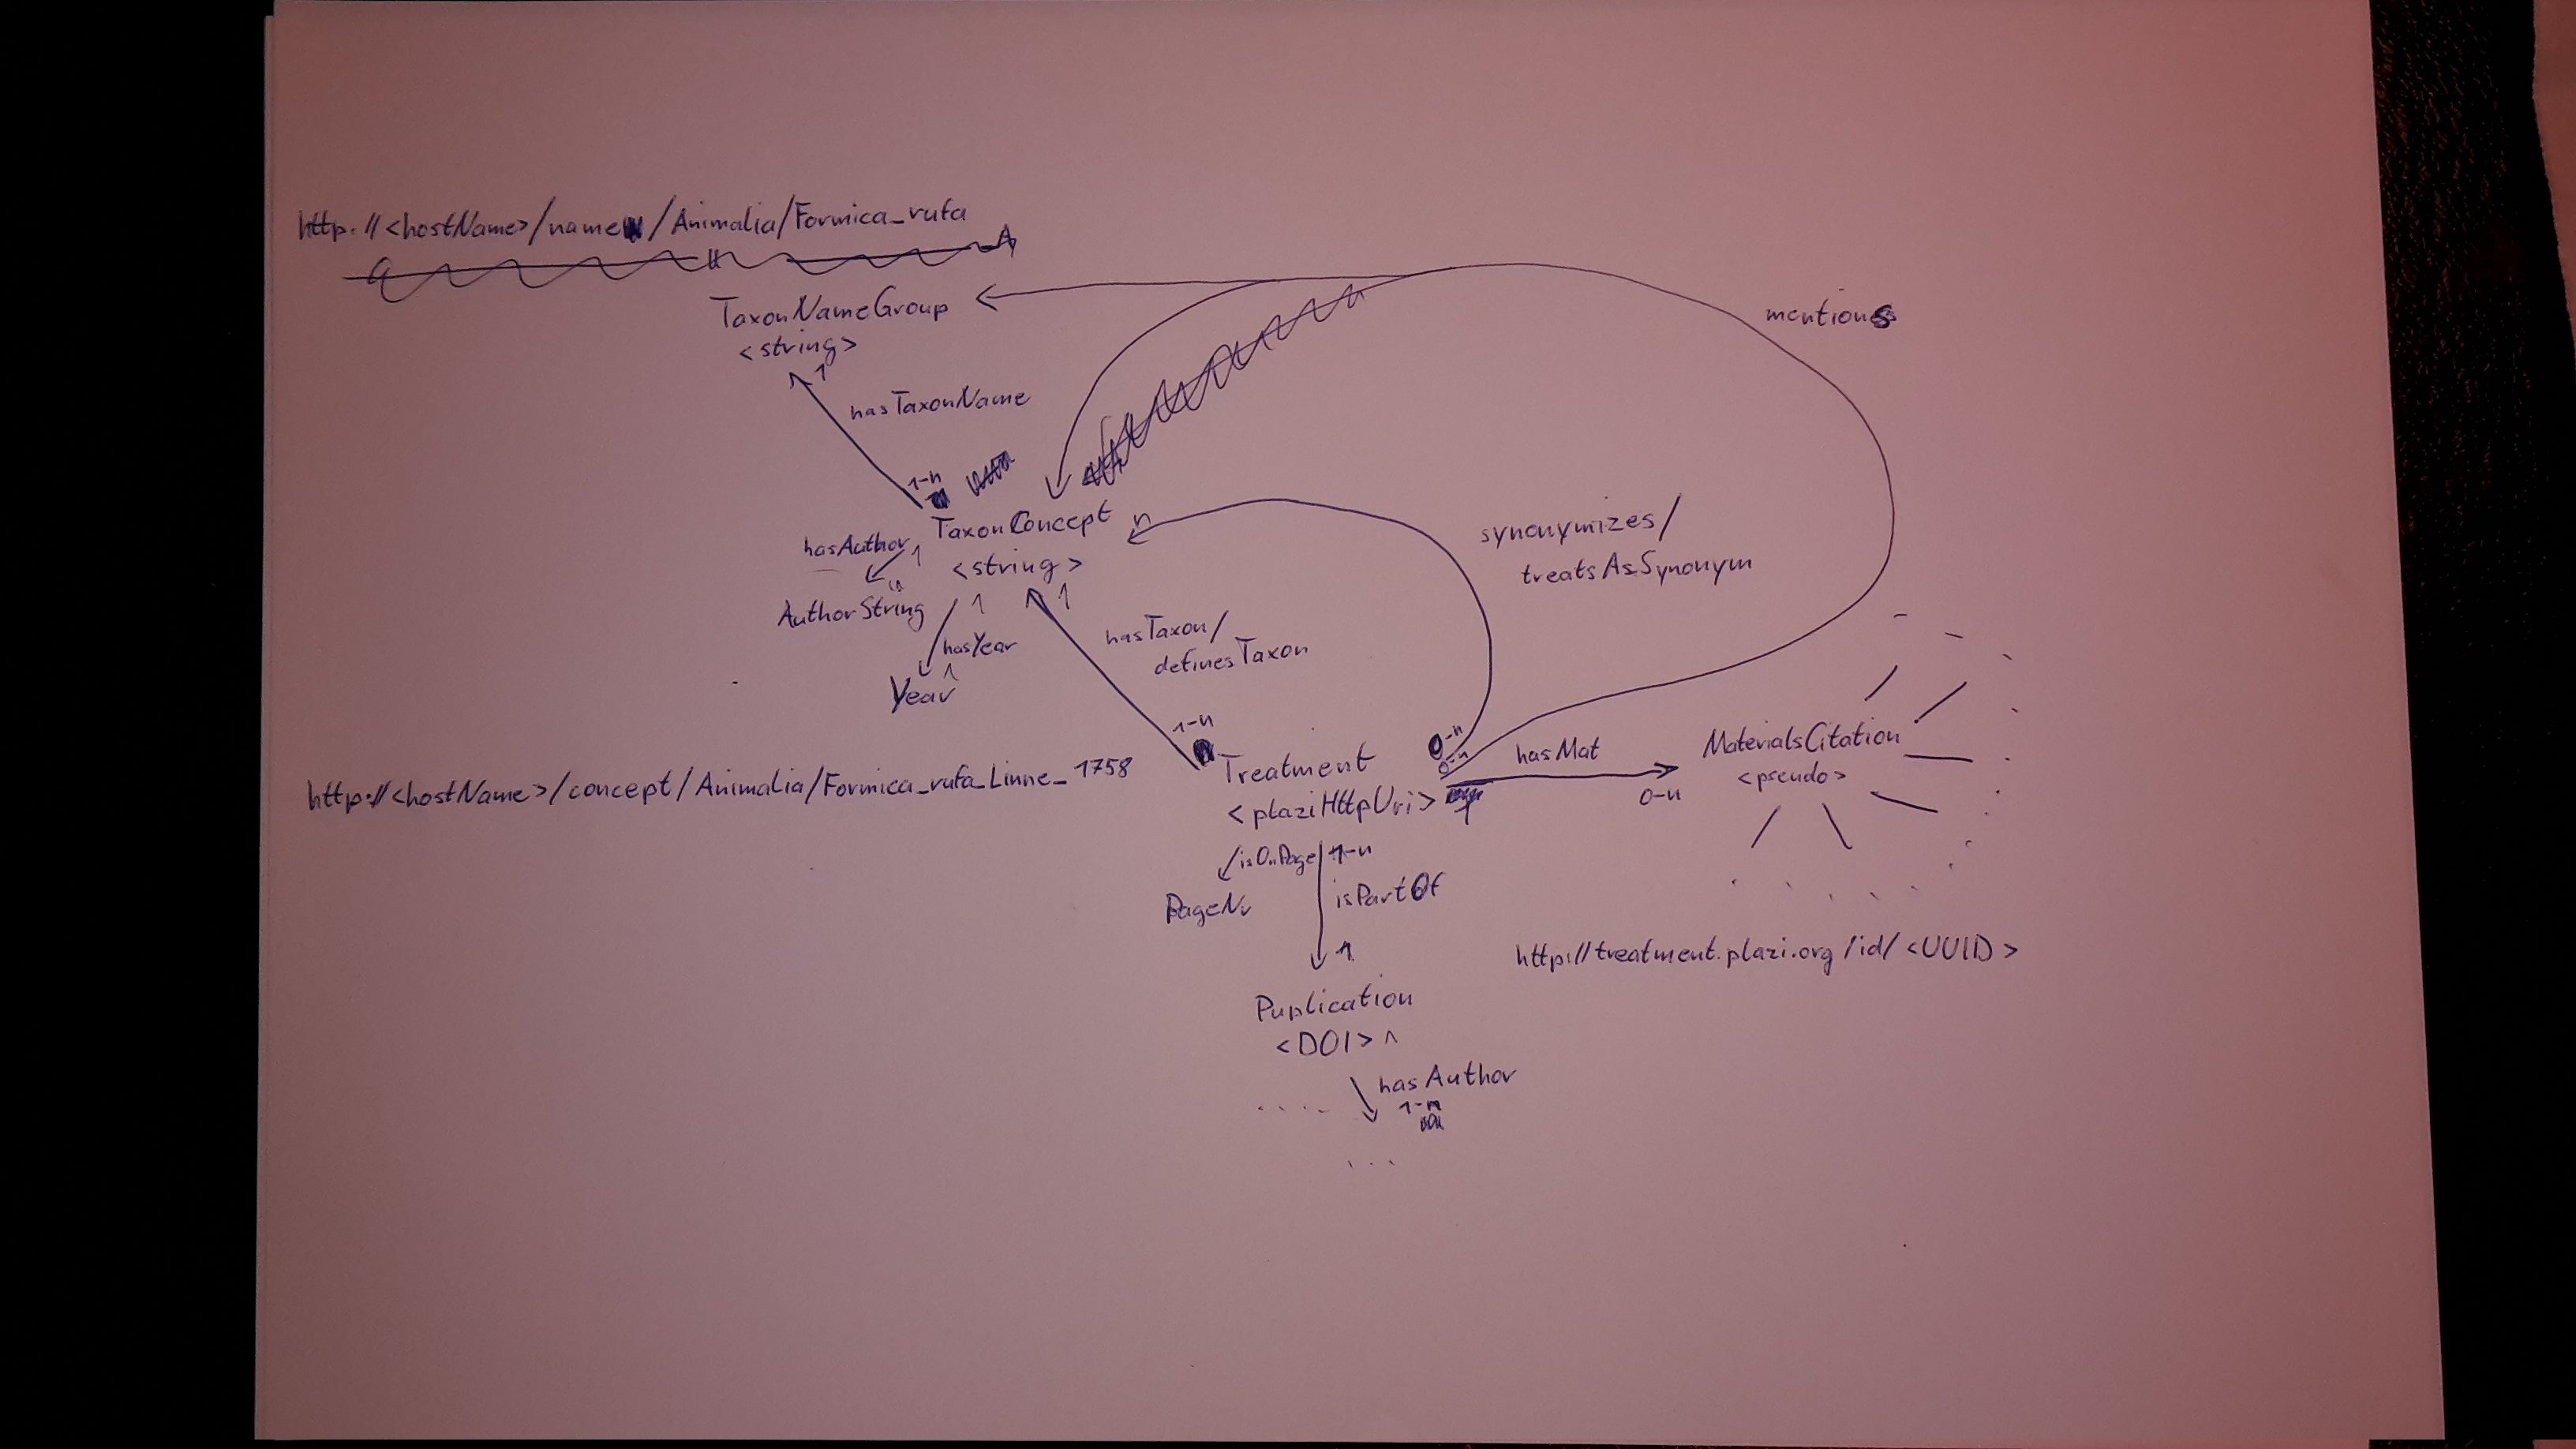 http://<hostName>/name/Animalia/Formica_rufa
TaxonNameGroup
<string>
1
hasTaxonName
mentions
1-n
TaxonConcept
n
<string>
hasAuthor
1
n
AuthorString
1
1
hasYear
1
Year
synonymizes/
treatsAsSynonym
hasTaxon/
definesTaxon
1-n
0-n
0-n
Treatment
<plaziHttpUri>
hasMat
0-n
MaterialsCitation
<pseudo>
http://<hostName>/concept/Animalia/Formica_rufa_Linne_1758
isOnPage
1-n
PageNr
isPartOf
1
http://treatment.plazi.org/id/<UUID>
Puplication
<DOI> 1
hasAuthor
1-n
....
...